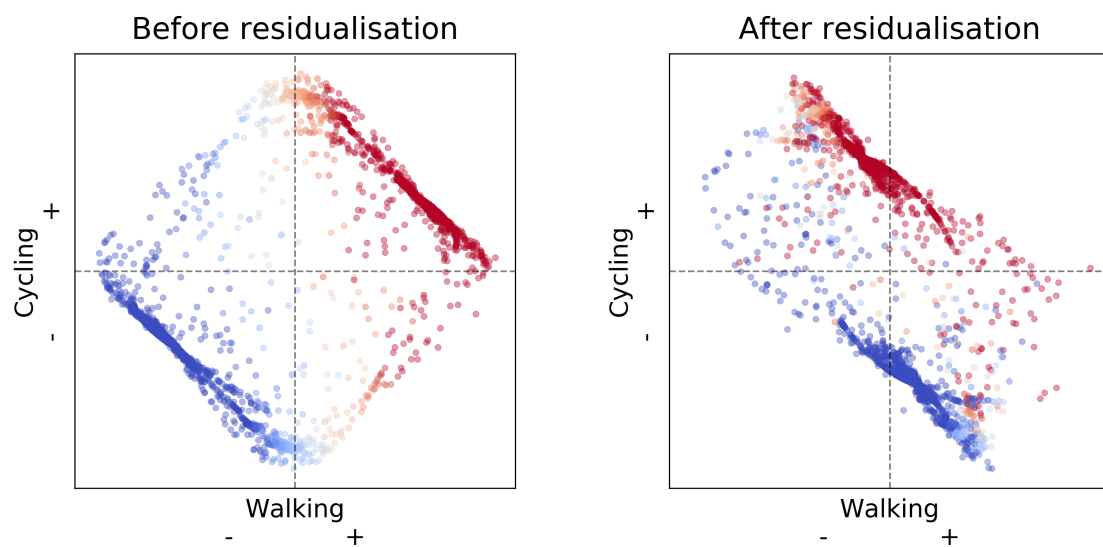 Before residualisation
Cycling
- +
Walking
- +
After residualisation
Cycling
- +
Walking
- +